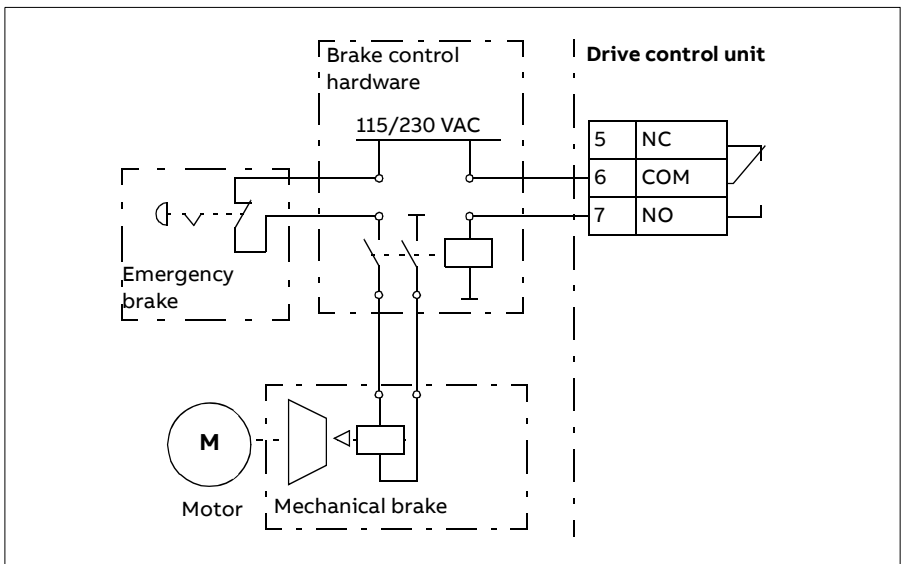 Brake control
hardware
Drive control unit
115/230 VAC
5 NC
6 COM
7 NO
Emergency
brake
M
Motor
Mechanical brake